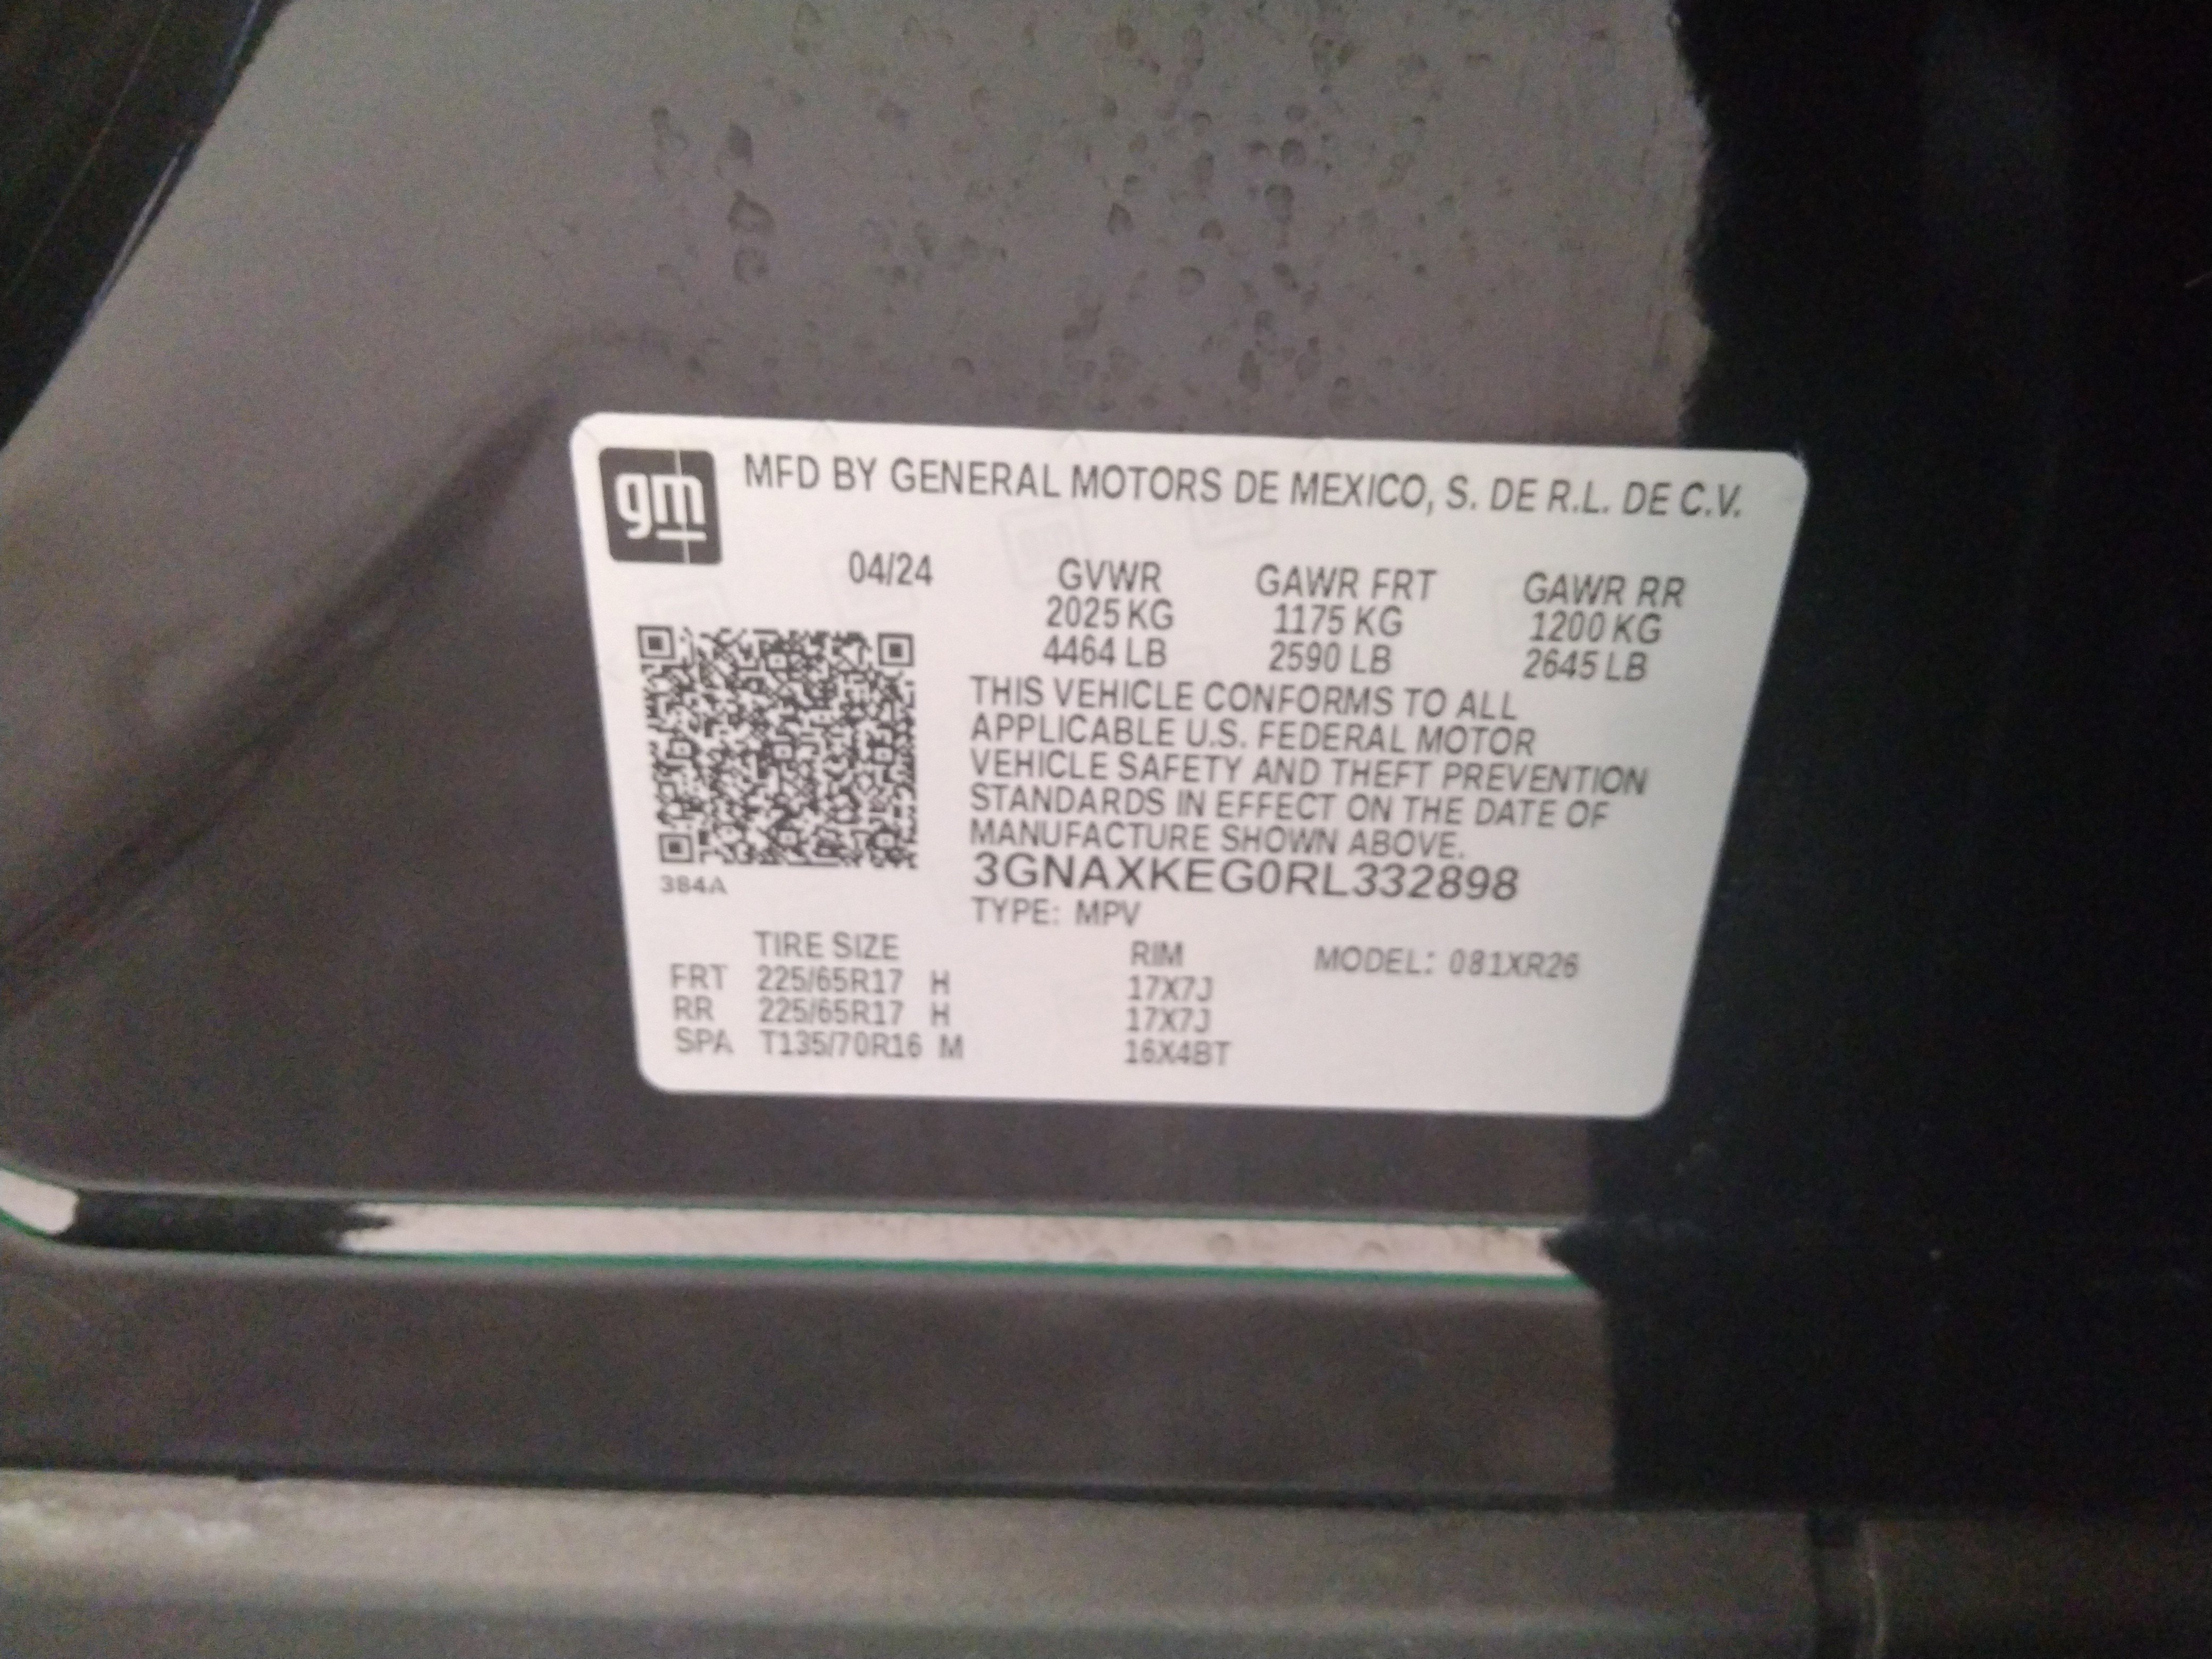 gm
MFD BY GENERAL MOTORS DE MEXICO, S. DE R.L. DE C.V.
04/24 GVWR GAWR FRT GAWR RR
2025 KG 1175 KG 1200 KG
4464 LB 2590 LB 2645 LB
THIS VEHICLE CONFORMS TO ALL
APPLICABLE U.S. FEDERAL MOTOR
VEHICLE SAFETY AND THEFT PREVENTION
STANDARDS IN EFFECT ON THE DATE OF
MANUFACTURE SHOWN ABOVE.
3GNAXKEG0RL332898
384A
TYPE: MPV
TIRE SIZE RIM MODEL: 081XR26
FRT 225/65R17 H 17X7J
RR 225/65R17 H 17X7J
SPA T135/70R16 M 16X4BT